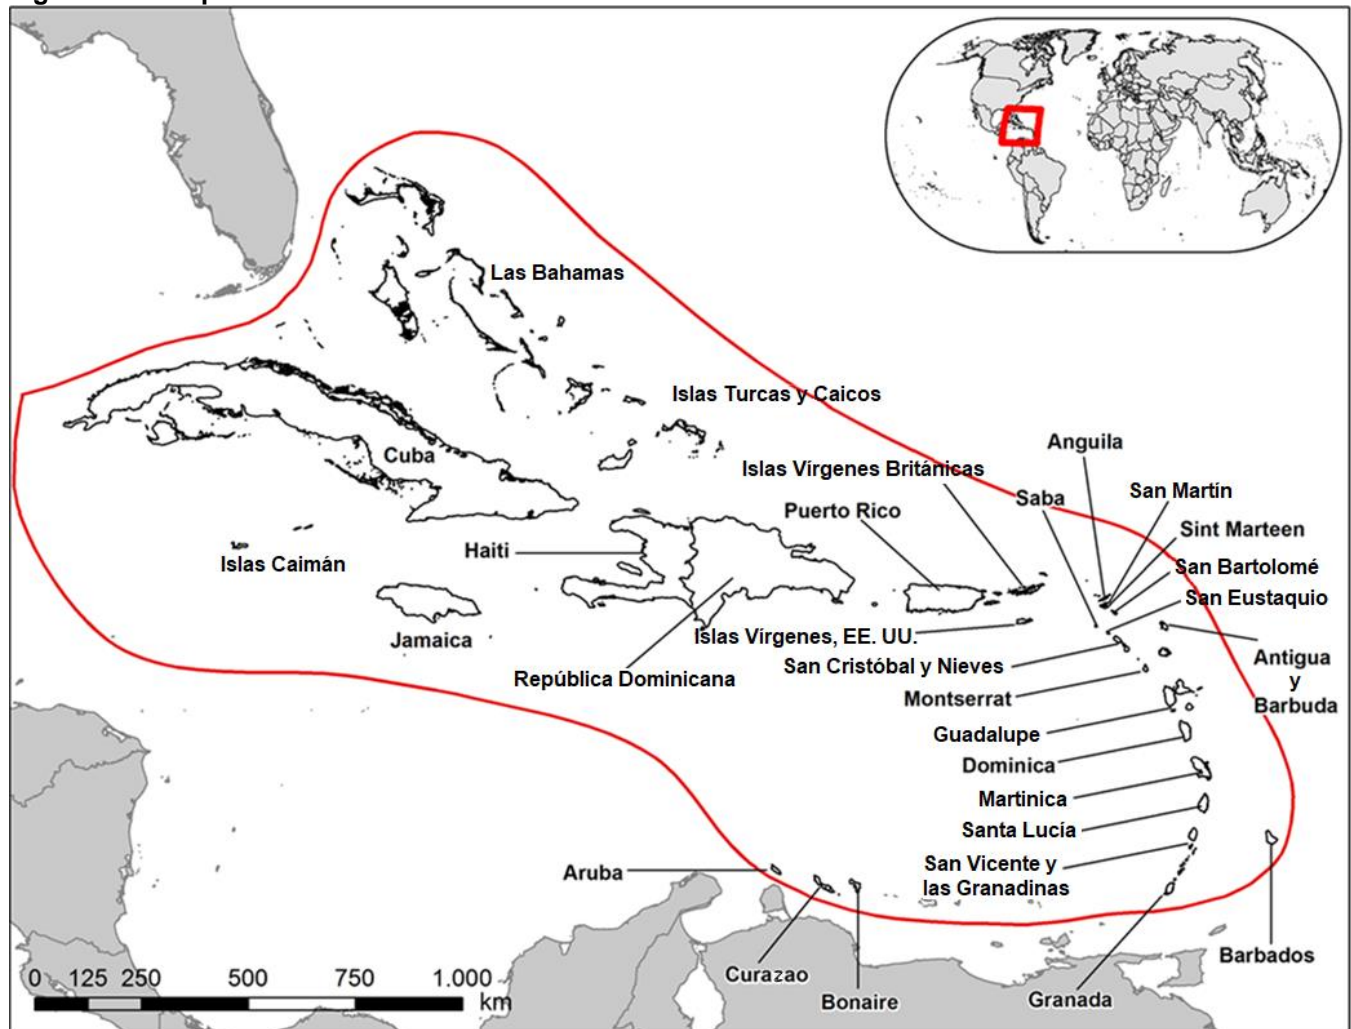 Las Bahamas
Islas Turcas y Caicos
Anguila
Cuba
Islas Vírgenes Británicas
San Martín
Saba
Puerto Rico
Sint Marteen
Haiti
Islas Caimán
San Bartolomé
San Eustaquio
Jamaica
Islas Vírgenes, EE. UU.
Antigua
y
Barbuda
San Cristóbal y Nieves
República Dominicana
Montserrat
Guadalupe
Dominica
Martinica
Santa Lucía
San Vicente y
las Granadinas
Aruba
Barbados
Curazao
Bonaire
Granada
0 125 250 500 750 1.000
km